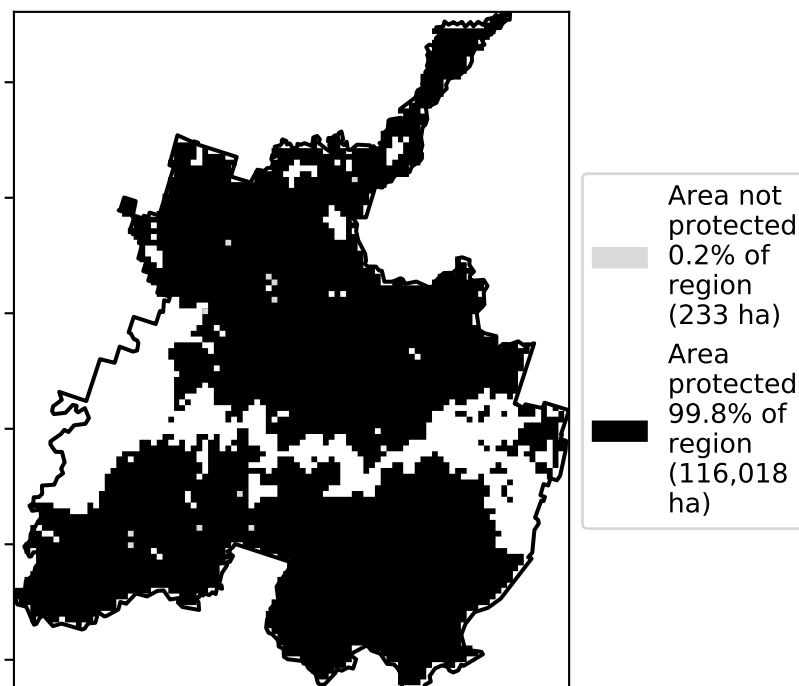 Area not
protected
0.2% of
region
(233 ha)
Area
protected
99.8% of
region
(116,018
ha)